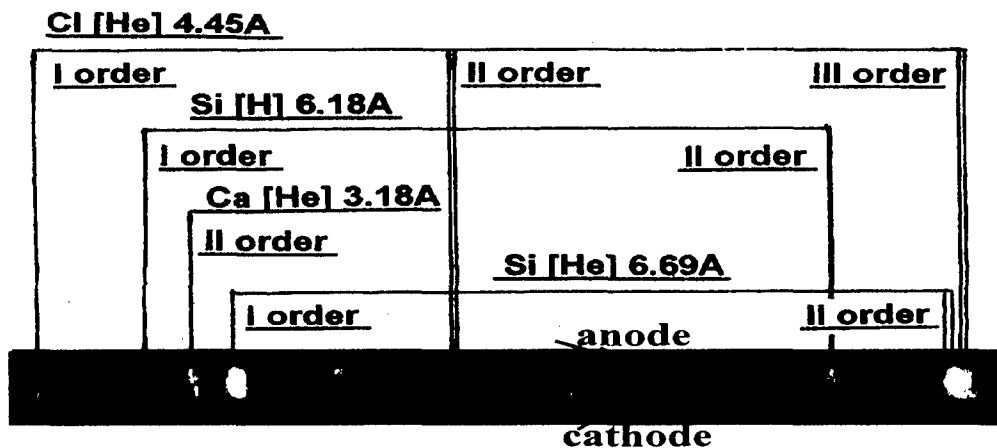 Cl [He] 4.45A
I order
II order
III order
Si [H] 6.18A
I order
II order
Ca [He] 3.18A
II order
Si [He] 6.69A
I order
II order
anode
cathode